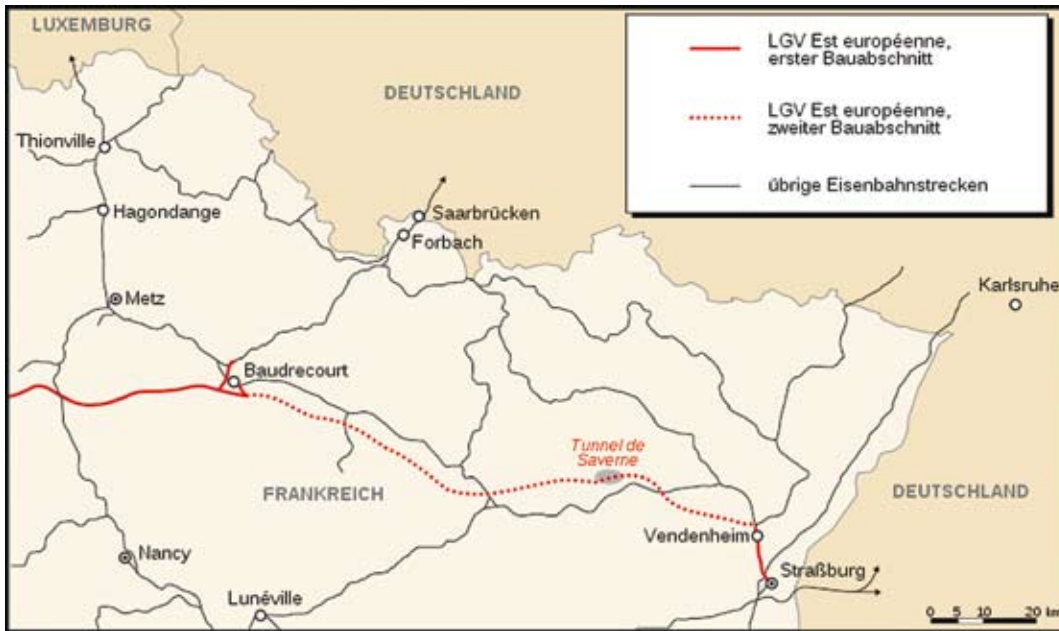 LUXEMBURG
DEUTSCHLAND
LGV Est européenne,
erster Bauabschnitt
LGV Est européenne,
zweiter Bauabschnitt
übrige Eisenbahnstrecken
Thionville
Hagondange
Saarbrücken
Forbach
Metz
Karlsruhe
Baudrecourt
Tunnel de
Saverne
FRANKREICH
DEUTSCHLAND
Vendenheim
Nancy
Straßburg
Lunéville
0 5 10 20 km